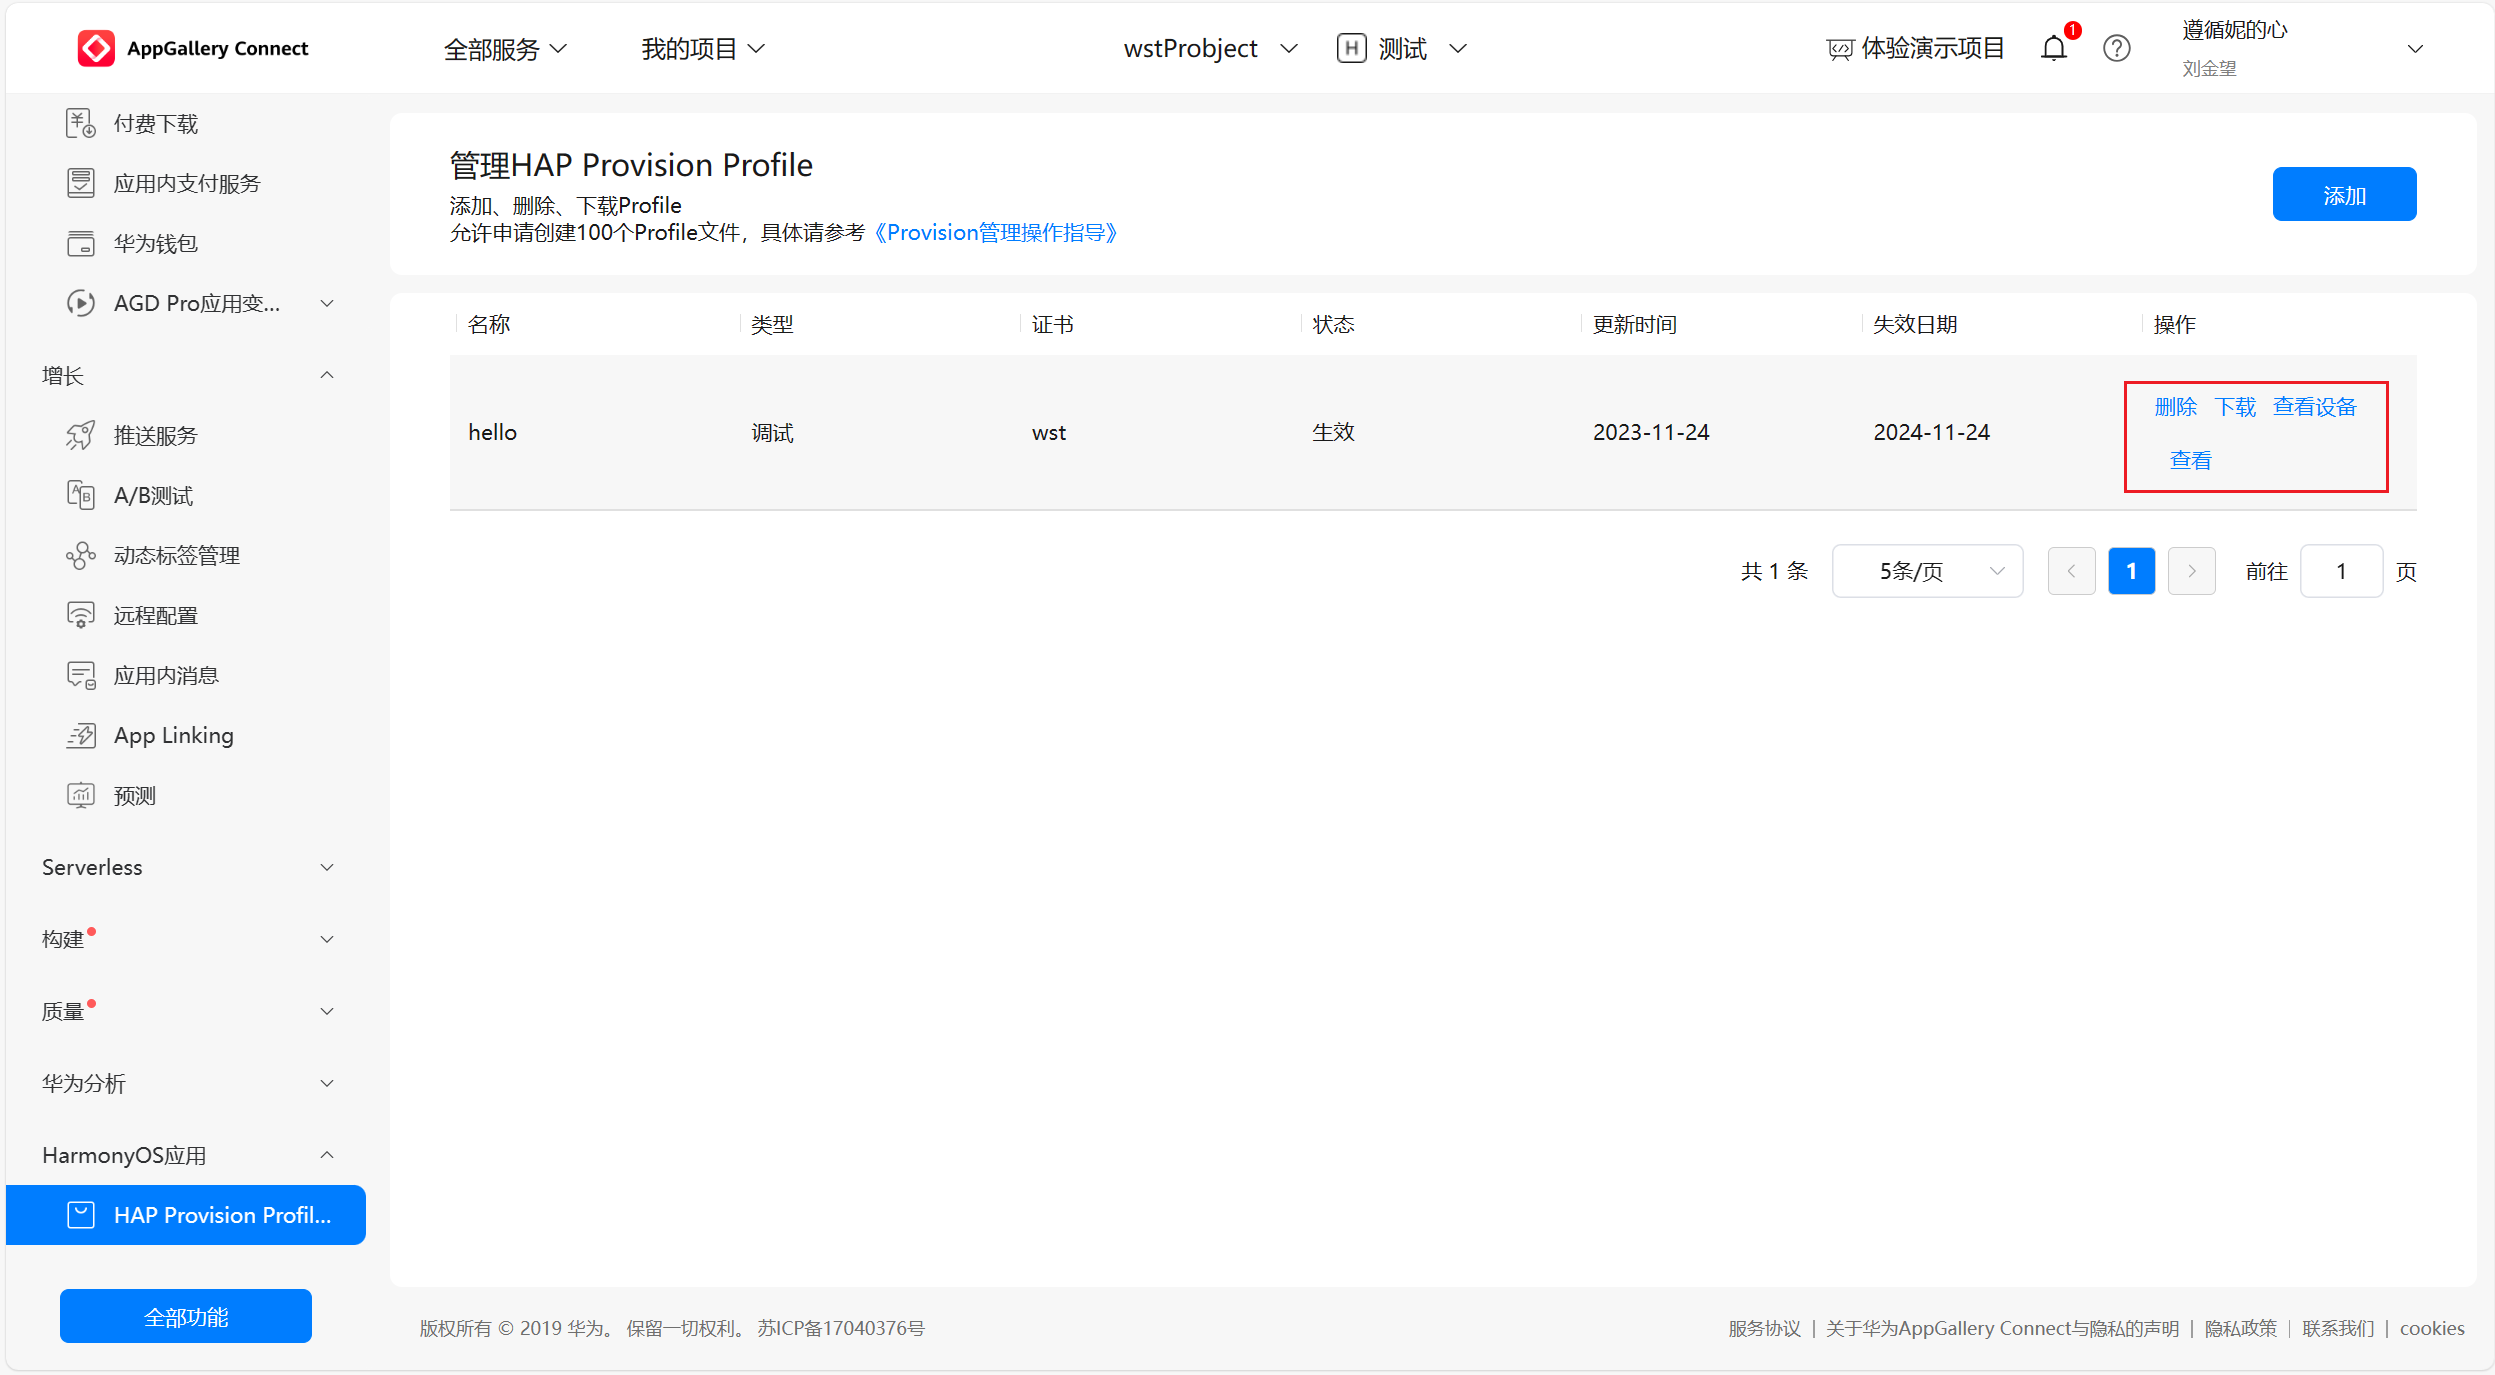 AppGallery Connect
全部服务
我的项目
wstProbject
H 测试
体验演示项目
1
遵循妮的心
刘金望
付费下载
应用内支付服务
华为钱包
AGD Pro应用变...
增长
推送服务
A/B测试
动态标签管理
远程配置
应用内消息
App Linking
预测
Serverless
构建
质量
华为分析
HarmonyOS应用
HAP Provision Profil...
全部功能
管理HAP Provision Profile
添加、删除、下载Profile
允许申请创建100个Profile文件，具体请参考《Provision管理操作指导》
添加
名称 类型 证书 状态 更新时间 失效日期 操作
hello 调试 wst 生效 2023-11-24 2024-11-24 删除 下载 查看设备
查看
共 1 条 5条/页 1 前往 1 页
版权所有 © 2019 华为。 保留一切权利。 苏ICP备17040376号
服务协议 | 关于华为AppGallery Connect与隐私的声明 | 隐私政策 | 联系我们 | cookies